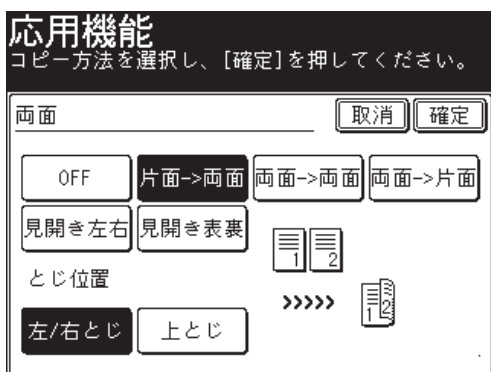 応用機能
コピー方法を選択し、[確定]を押してください。
両面 取消 確定
OFF 片面->両面 両面->両面 両面->片面
見開き左右 見開き表裏
1 2
とじ位置
>>>>> 1 2
左/右とじ 上とじ